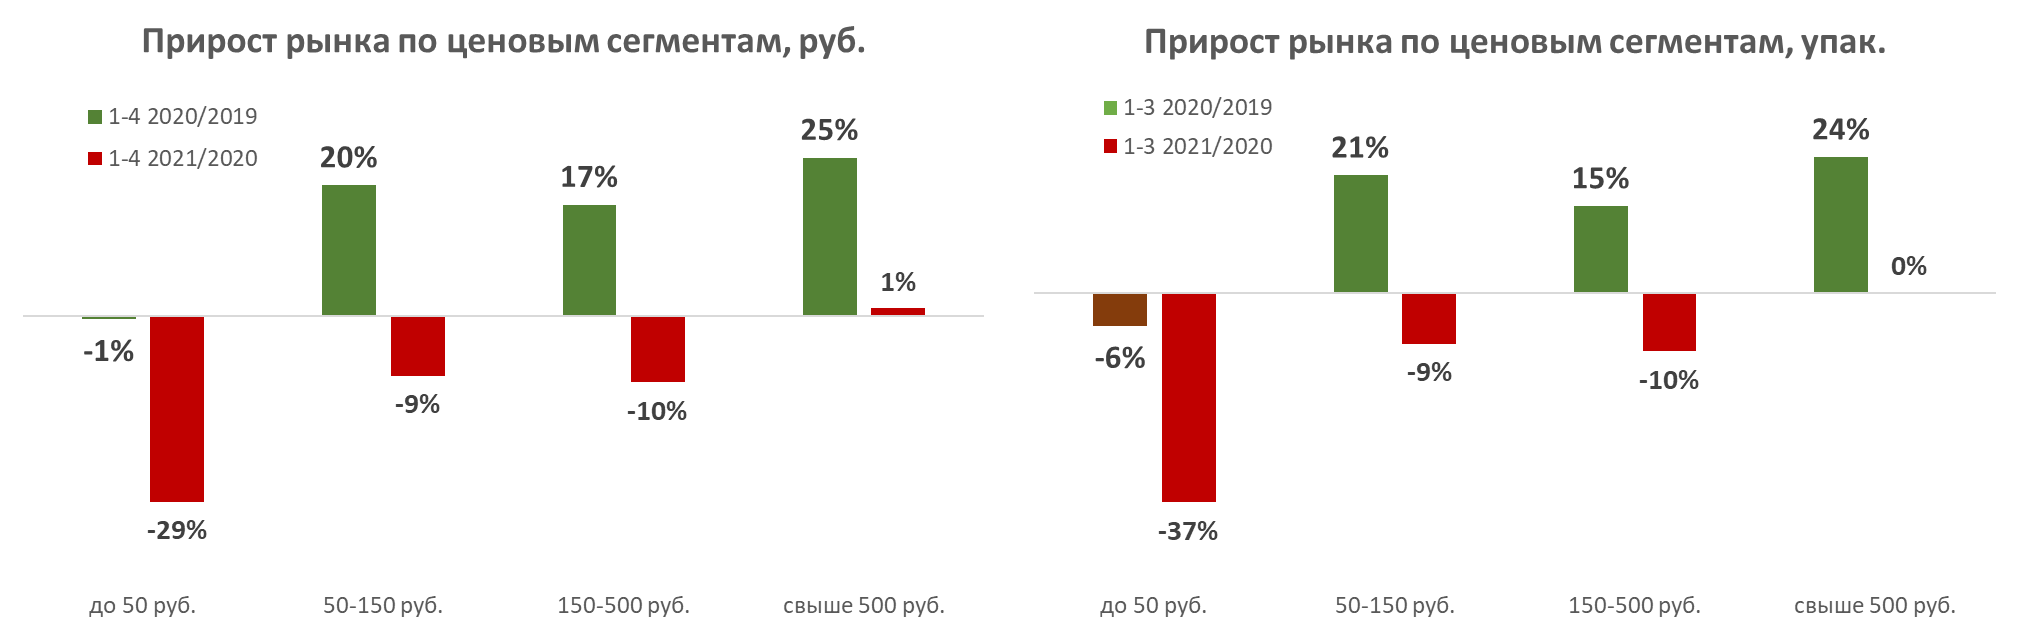 Прирост рынка по ценовым сегментам, руб.
1-4 2020/2019
1-4 2021/2020
20%
17%
25%
1%
-1%
-9%
-10%
-29%
до 50 руб.
50-150 руб.
150-500 руб.
свыше 500 руб.
Прирост рынка по ценовым сегментам, упак.
1-3 2020/2019
1-3 2021/2020
21%
15%
24%
0%
-6%
-9%
-10%
-37%
до 50 руб.
50-150 руб.
150-500 руб.
свыше 500 руб.